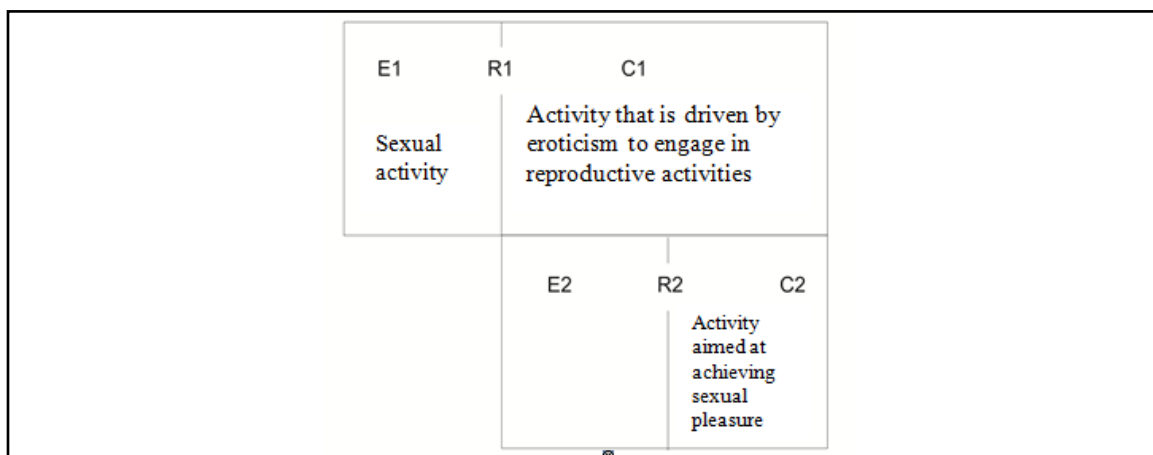 E1 R1 C1
Sexual
activity
Activity that is driven by
eroticism to engage in
reproductive activities
E2 R2 C2
Activity
aimed at
achieving
sexual
pleasure